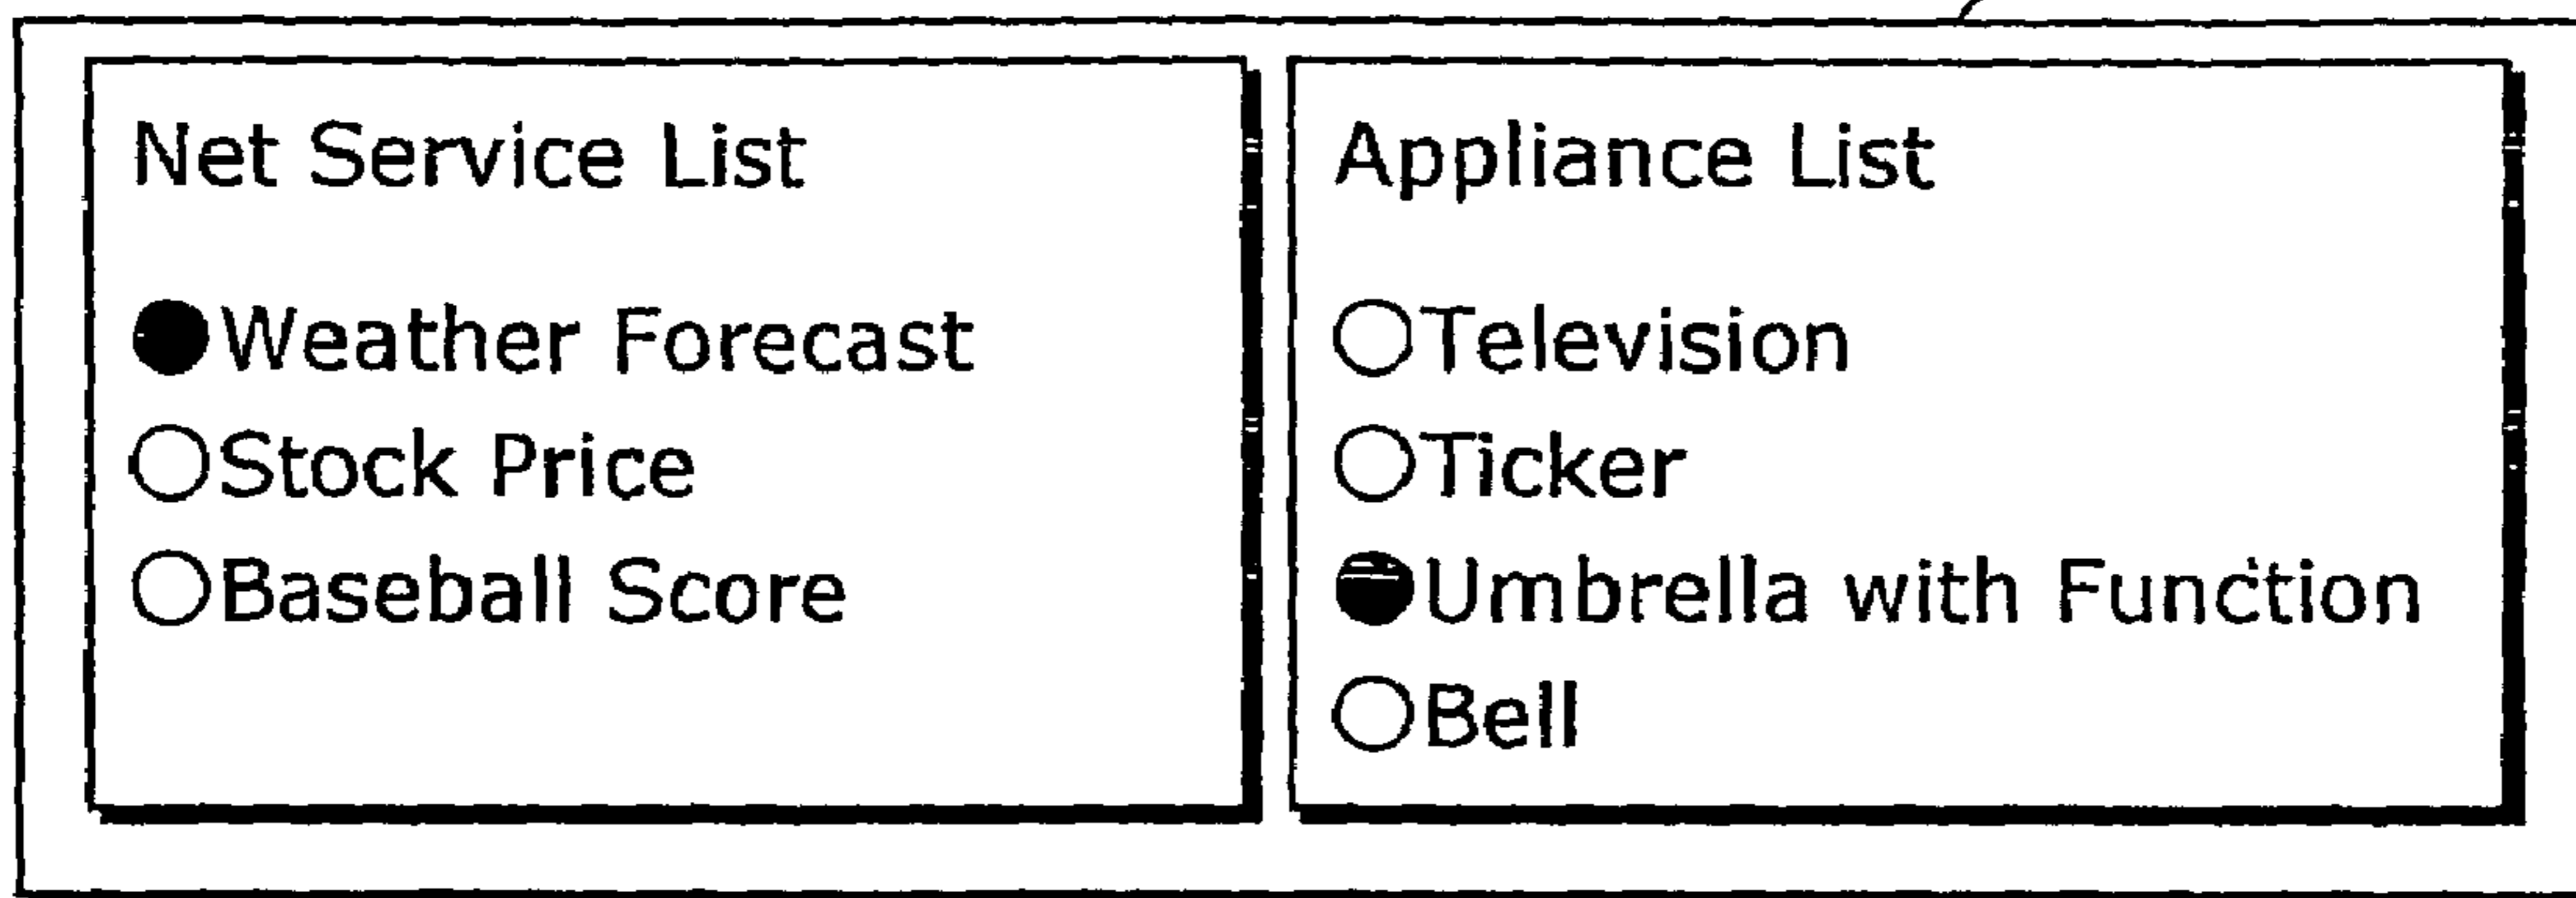 Net Service List
●Weather Forecast
○Stock Price
○Baseball Score
Appliance List
○Television
○Ticker
●Umbrella with Function
○Bell